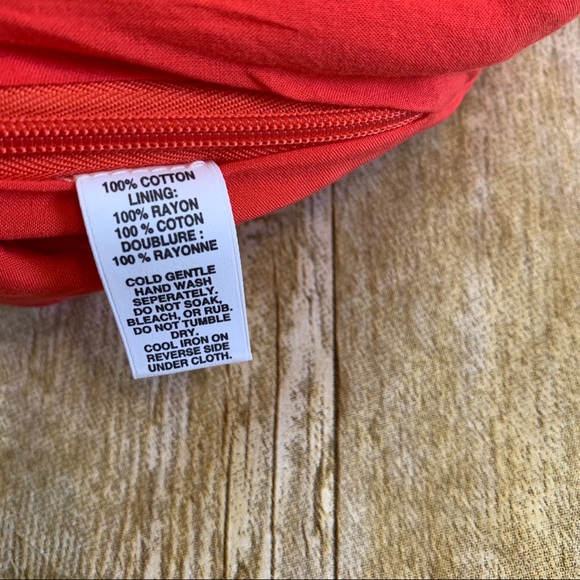 100% COTTON
LINING:
100% RAYON
100 % COTON
DOUBLURE :
100 % RAYONNE
COLD GENTLE
HAND WASH
SEPERATELY.
DO NOT SOAK,
BLEACH, OR RUB.
DO NOT TUMBLE
DRY.
COOL IRON ON
REVERSE SIDE
UNDER CLOTH.